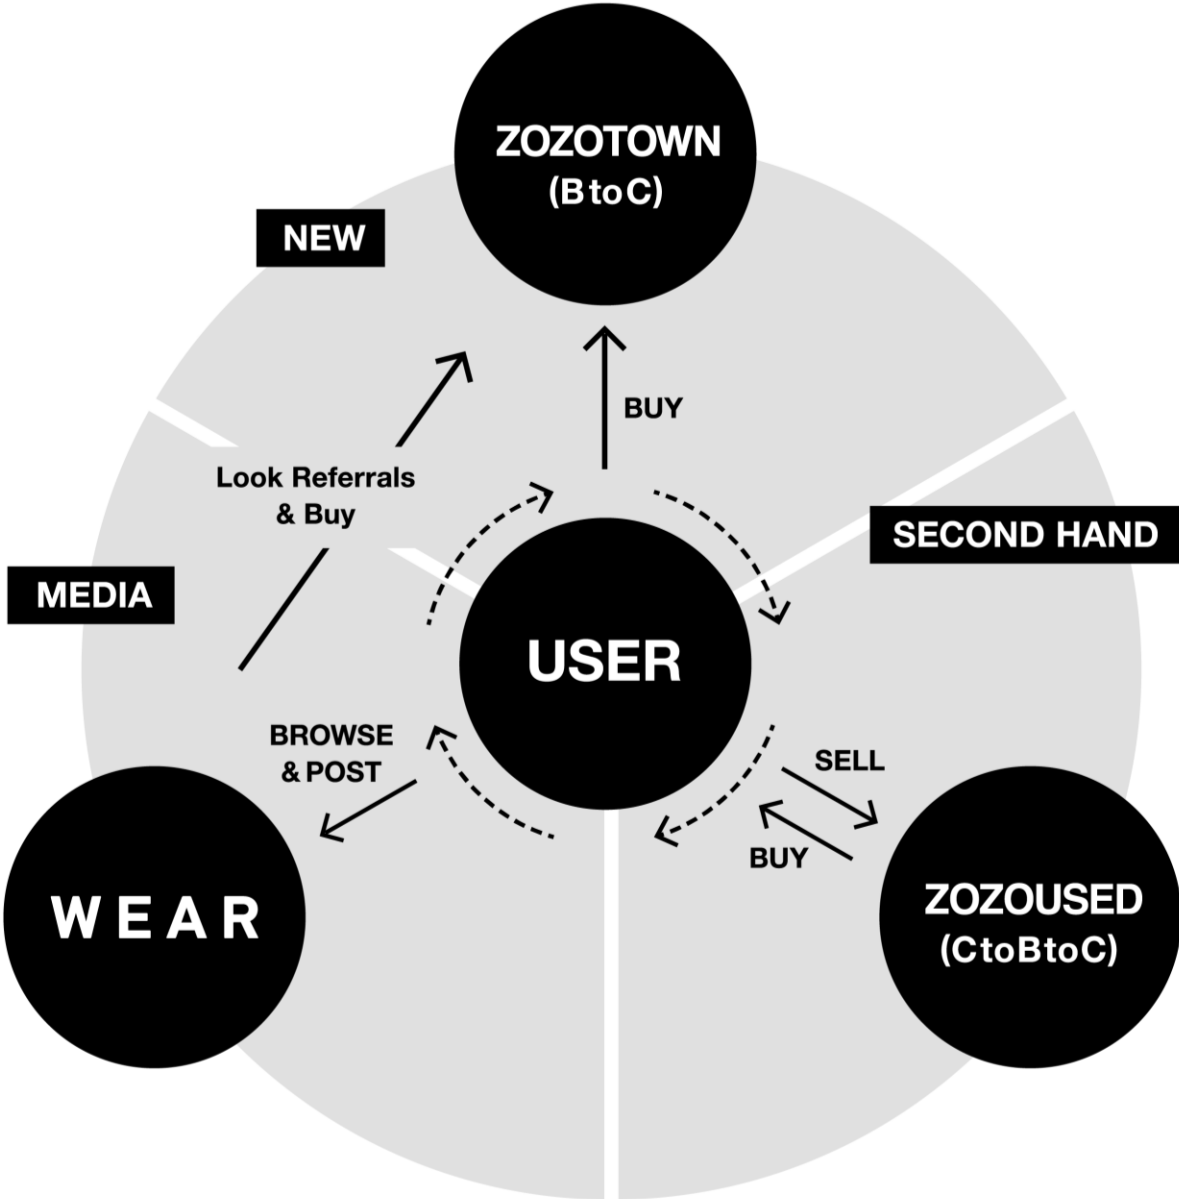 ZOZOTOWN
(BtoC)
NEW
BUY
Look Referrals
& Buy
SECOND HAND
MEDIA
USER
BROWSE
& POST
SELL
BUY
WEAR
ZOZOUSED
(CtoBtoC)